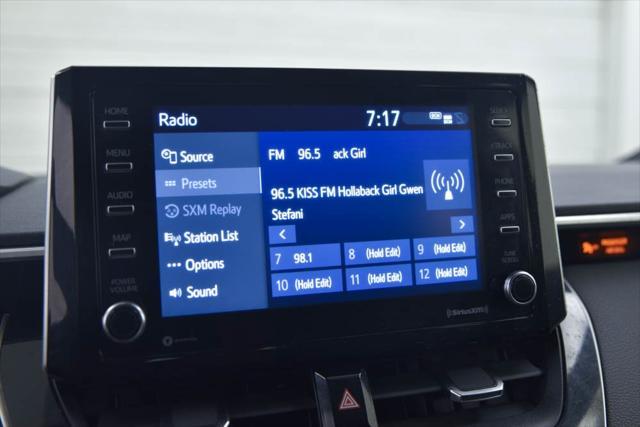 HOME
MENU
AUDIO
MAP
POWER
VOLUME
Radio
7:17
Source
Presets
SXM Replay
Station List
Options
Sound
FM 96.5 ack Girl
96.5 KISS FM Hollaback Girl Gwen
Stefani
<
>
7 98.1
8 (Hold Edit)
9 (Hold Edit)
10 (Hold Edit)
11 (Hold Edit)
12 (Hold Edit)
SEEK
TRACK
PHONE
APPS
TUNE
SCROLL
SiriusXM